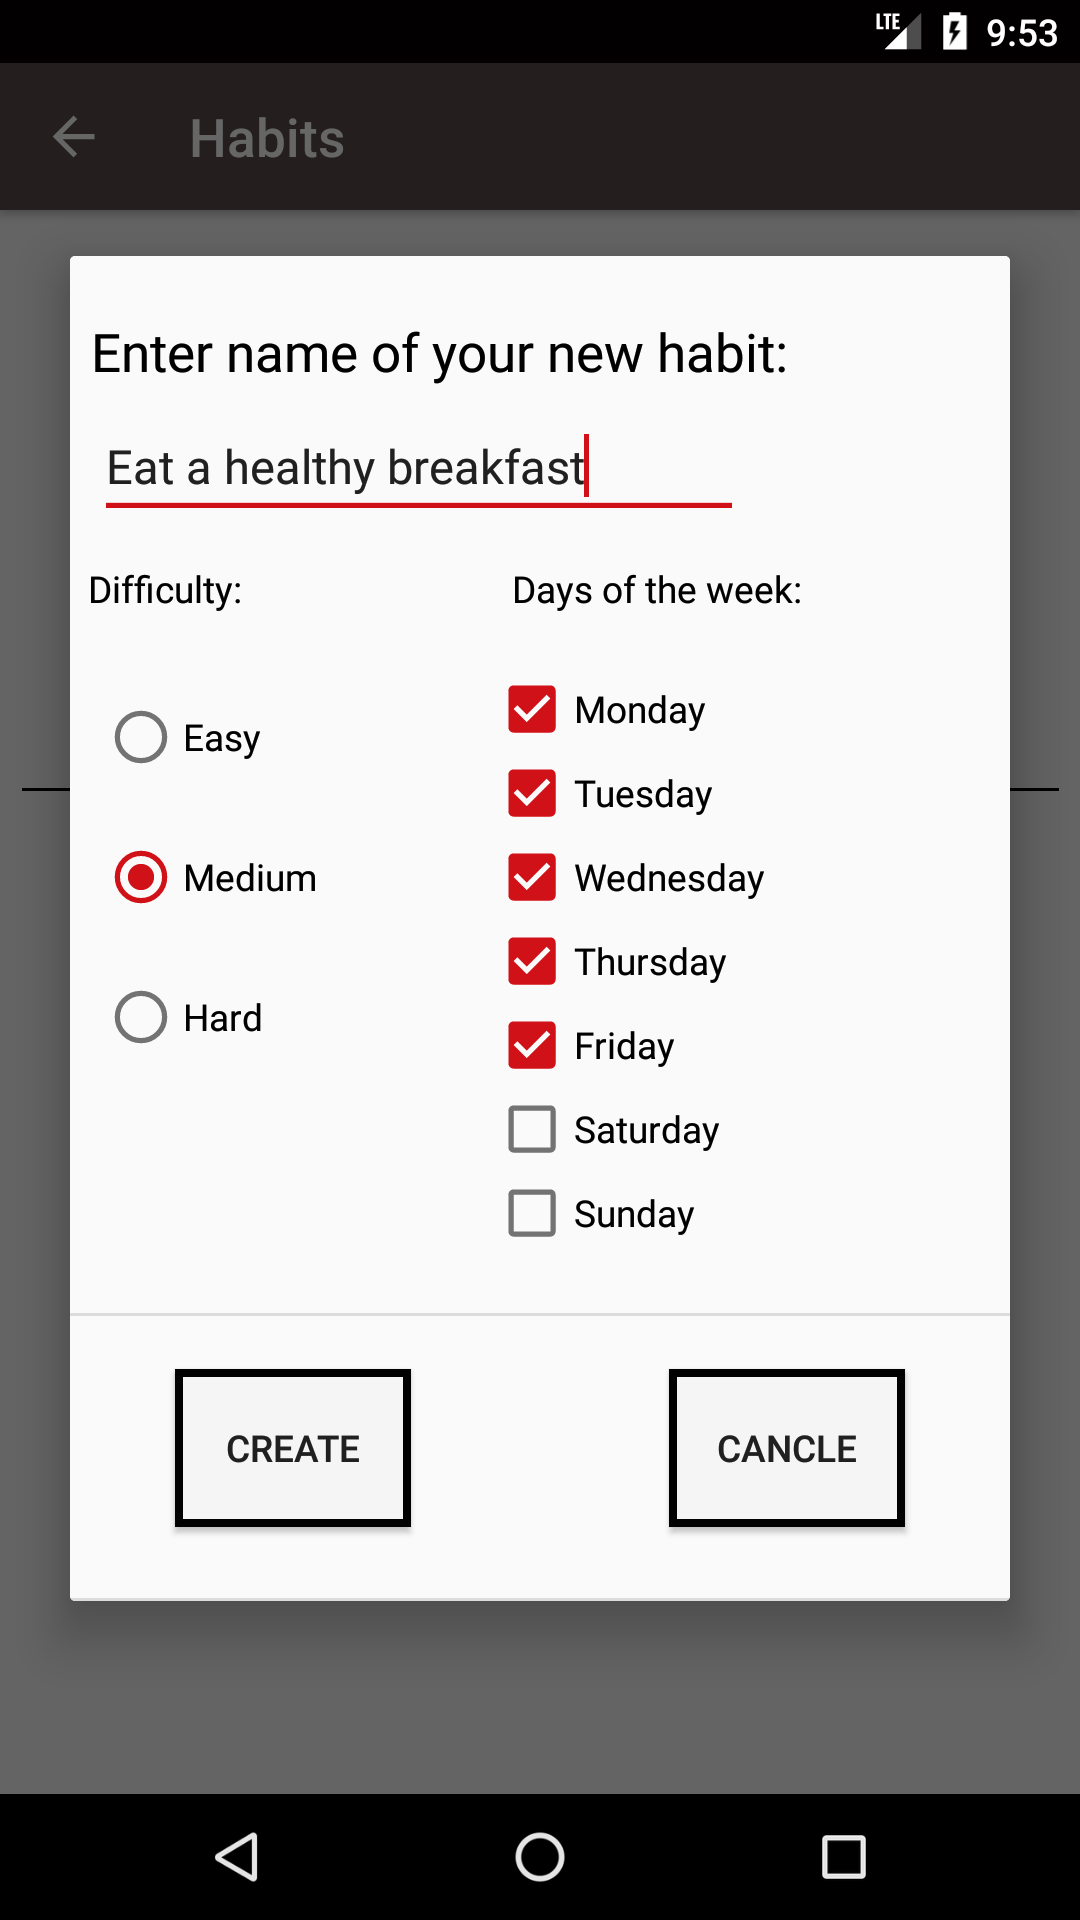 LTE 9:53
Habits
Enter name of your new habit:
Eat a healthy breakfast
Difficulty:
Days of the week:
Easy
Medium
Hard
Monday
Tuesday
Wednesday
Thursday
Friday
Saturday
Sunday
CREATE
CANCLE